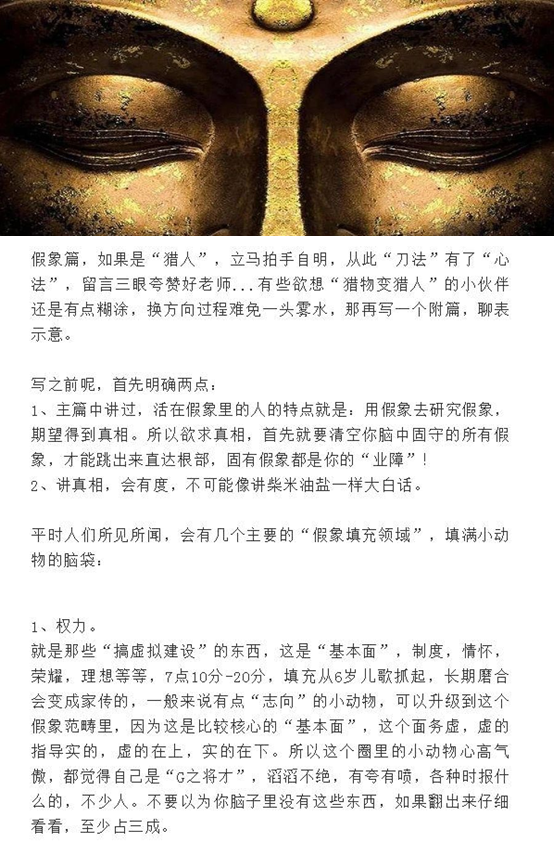 假象篇，如果是“猎人”，立马拍手自明，从此“刀法”有了“心
法”，留言三眼夸赞好老师...有些欲想“猎物变猎人”的小伙伴
还是有点糊涂，换方向过程难免一头雾水，那再写一个附篇，聊表
示意。
写之前呢，首先明确两点：
1、主篇中讲过，活在假象里的人的特点就是：用假象去研究假象，
期望得到真相。所以欲求真相，首先就要清空你脑中固守的所有假
象，才能跳出来直达根部，固有假象都是你的“业障”！
2、讲真相，会有度，不可能像讲柴米油盐一样大白话。
平时人们所见所闻，会有几个主要的“假象填充领域”，填满小动
物的脑袋：
1、权力。
就是那些“搞虚拟建设”的东西，这是“基本面”，制度，情怀，
荣耀，理想等等，7点10分-20分，填充从6岁儿歌抓起，长期磨合
会变成家传的，一般来说有点“志向”的小动物，可以升级到这个
假象范畴里，因为这是比较核心的“基本面”，这个面务虚，虚的
指导实的，虚的在上，实的在下。所以这个圈里的小动物心高气
傲，都觉得自己是“G之将才”，滔滔不绝，有夸有喷，各种时报什
么的，不少人。不要以为你脑子里没有这些东西，如果翻出来仔细
看看，至少占三成。